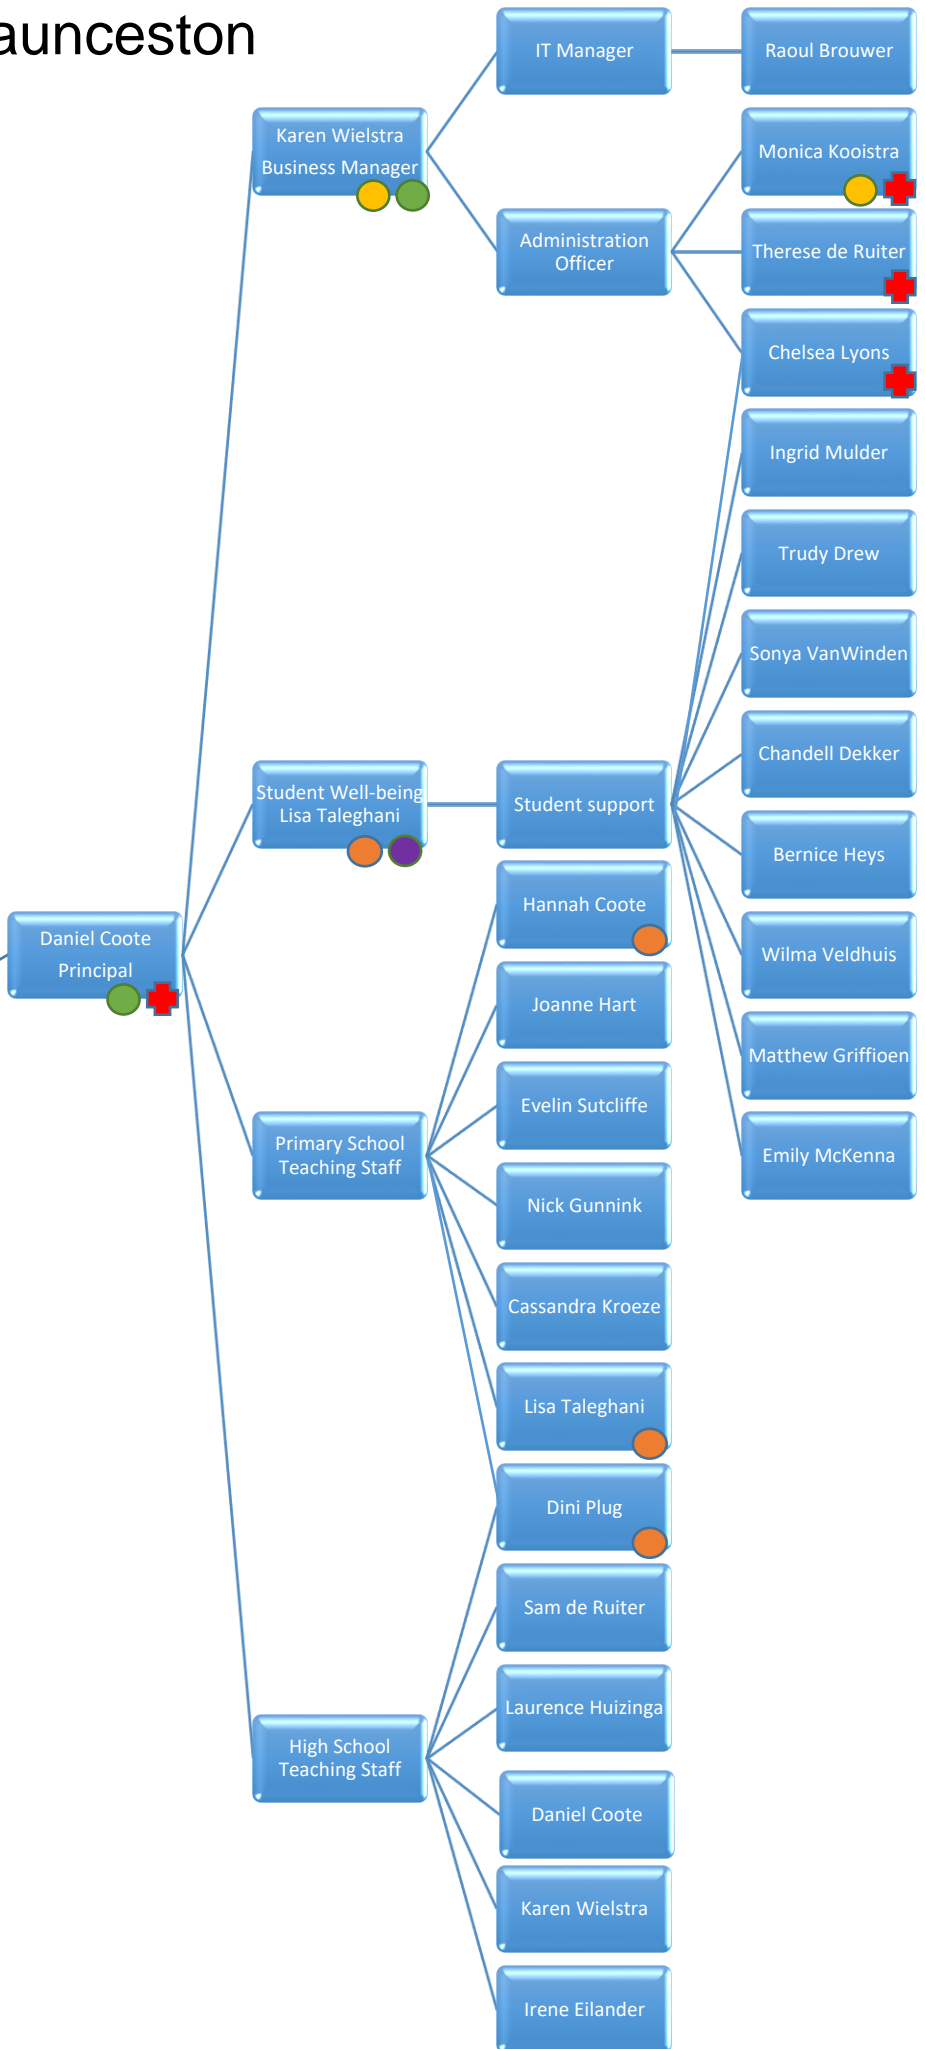 aunceston
IT Manager
Raoul Brouwer
Karen Wielstra
Business Manager
Monica Kooistra
Administration
Officer
Therese de Ruiter
Chelsea Lyons
Ingrid Mulder
Trudy Drew
Sonya VanWinden
Student Well-being
Lisa Taleghani
Student support
Chandell Dekker
Bernice Heys
Hannah Coote
Wilma Veldhuis
Daniel Coote
Principal
Joanne Hart
Matthew Griffioen
Evelin Sutcliffe
Primary School
Teaching Staff
Emily McKenna
Nick Gunnink
Cassandra Kroeze
Lisa Taleghani
Dini Plug
Sam de Ruiter
Laurence Huizinga
High School
Teaching Staff
Daniel Coote
Karen Wielstra
Irene Eilander